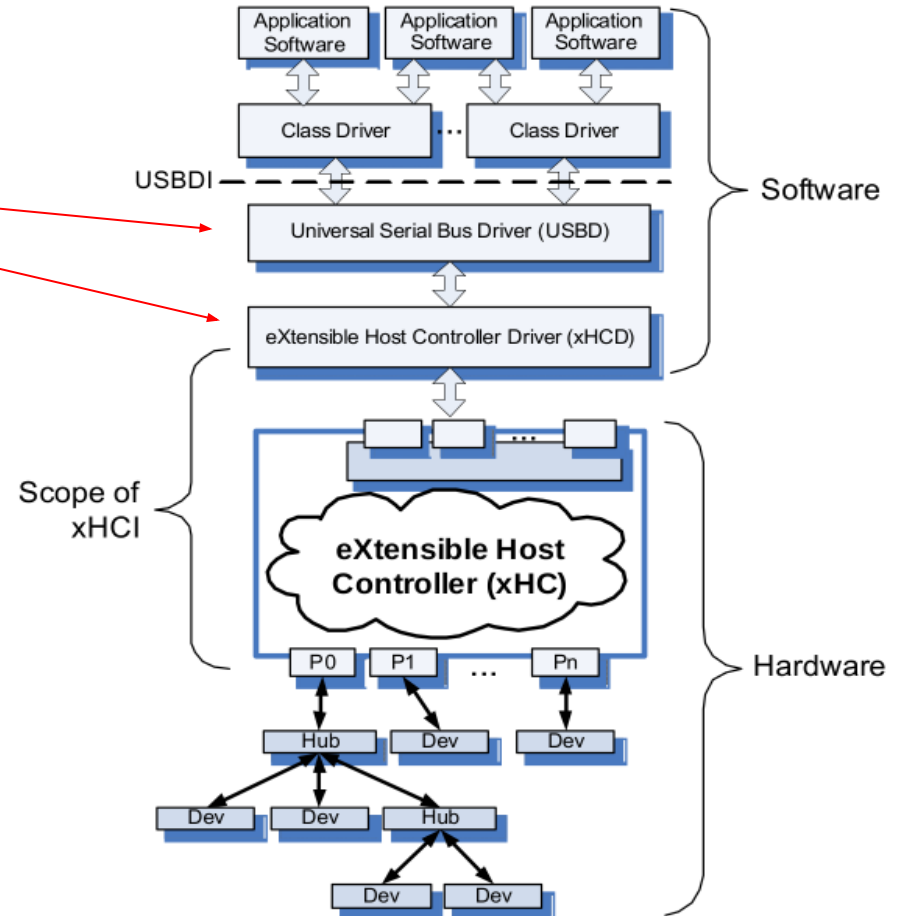 Application
Software
Application
Software
Application
Software
Class Driver
...
Class Driver
USBDI
Universal Serial Bus Driver (USBD)
Software
eXtensible Host Controller Driver (xHCD)
...
Scope of
xHCI
eXtensible Host
Controller (xHC)
P0
P1
...
Pn
Hardware
Hub
Dev
Dev
Dev
Dev
Hub
Dev
Dev